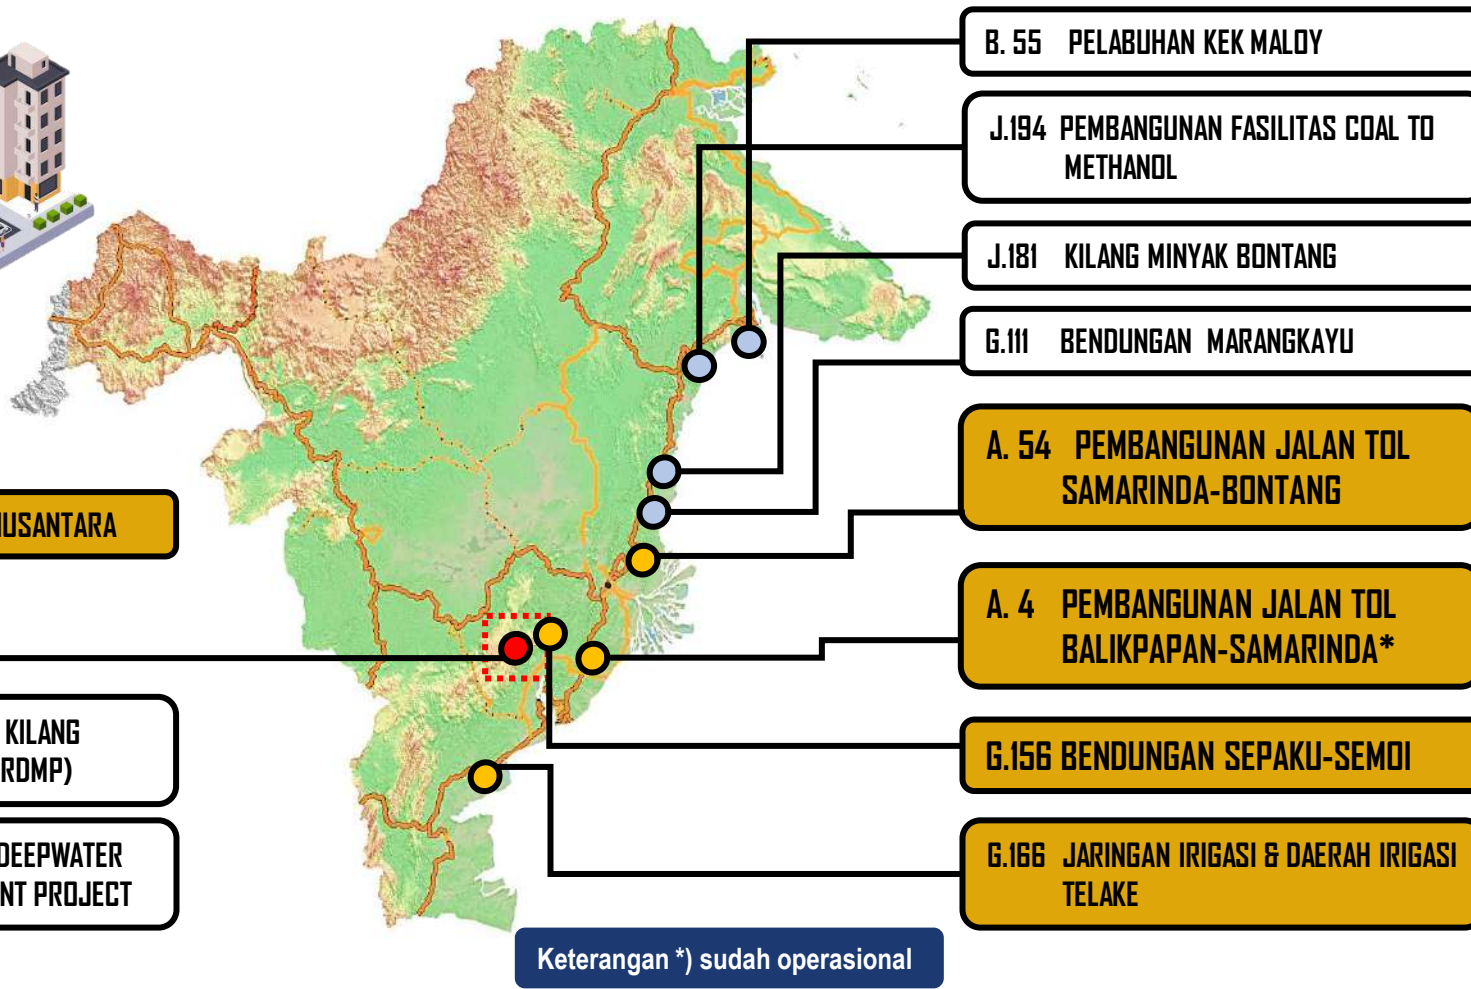 B. 55 PELABUHAN KEK MALOY
J.194 PEMBANGUNAN FASILITAS COAL TO
METHANOL
J.181 KILANG MINYAK BONTANG
G.111 BENDUNGAN MARANGKAYU
A. 54 PEMBANGUNAN JALAN TOL
SAMARINDA-BONTANG
A. 4 PEMBANGUNAN JALAN TOL
BALIKPAPAN-SAMARINDA*
G.156 BENDUNGAN SEPAKU-SEMOI
G.166 JARINGAN IRIGASI & DAERAH IRIGASI
TELAKE
NUSANTARA
KILANG
RDMP)
DEEPWATER
NT PROJECT
Keterangan *) sudah operasional